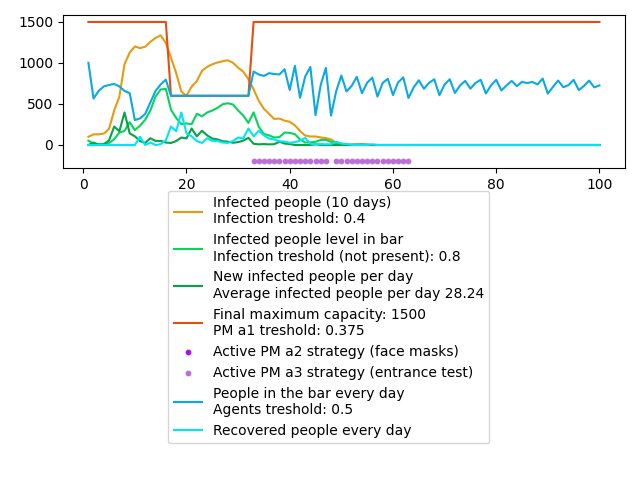 1500
1000
500
0
0 20 40 60 80 100
Infected people (10 days)
Infection treshold: 0.4
Infected people level in bar
Infection treshold (not present): 0.8
New infected people per day
Average infected people per day 28.24
Final maximum capacity: 1500
PM a1 treshold: 0.375
Active PM a2 strategy (face masks)
Active PM a3 strategy (entrance test)
People in the bar every day
Agents treshold: 0.5
Recovered people every day